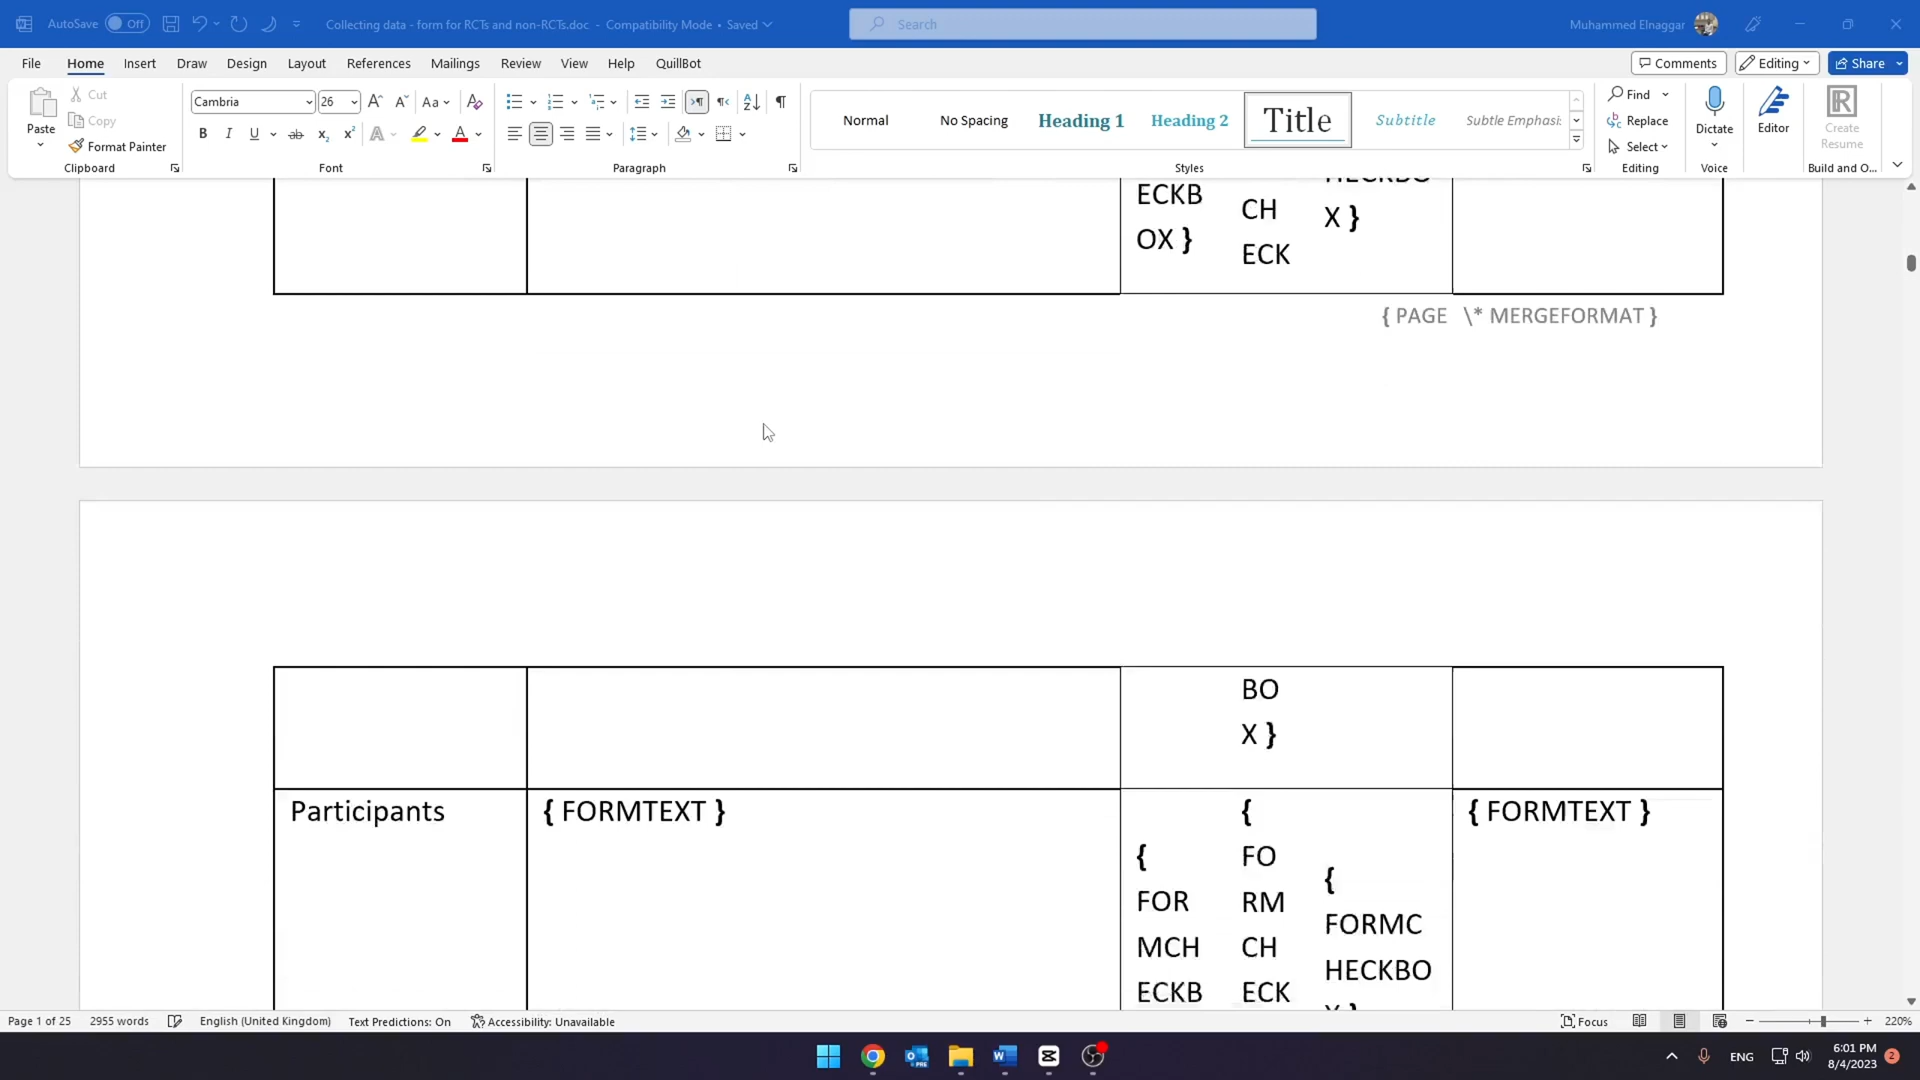 AutoSave Off Collecting data - form for RCTs and non-RCTs.doc - Compatibility Mode • Saved Search Muhammed Elnaggar
File Home Insert Draw Design Layout References Mailings Review View Help QuillBot Comments Editing Share
Paste Cut Copy Format Painter Clipboard
Cambria 26 Aa Font
Paragraph
Normal No Spacing Heading 1 Heading 2 Title Subtitle Subtle Emphasi: Styles
Find Replace Select Editing
Dictate Voice
Editor
Create Resume Build and O...
ECKB
OX }
CH
ECK
X }
{ PAGE \* MERGEFORMAT }
BO
X }
Participants
{ FORMTEXT }
{
FOR
MCH
ECKB
{
FO
RM
CH
ECK
{
FORMC
HECKBO
X }
{ FORMTEXT }
Page 1 of 25 2955 words English (United Kingdom) Text Predictions: On Accessibility: Unavailable Focus 220%
PRE ENG 6:01 PM 2
8/4/2023